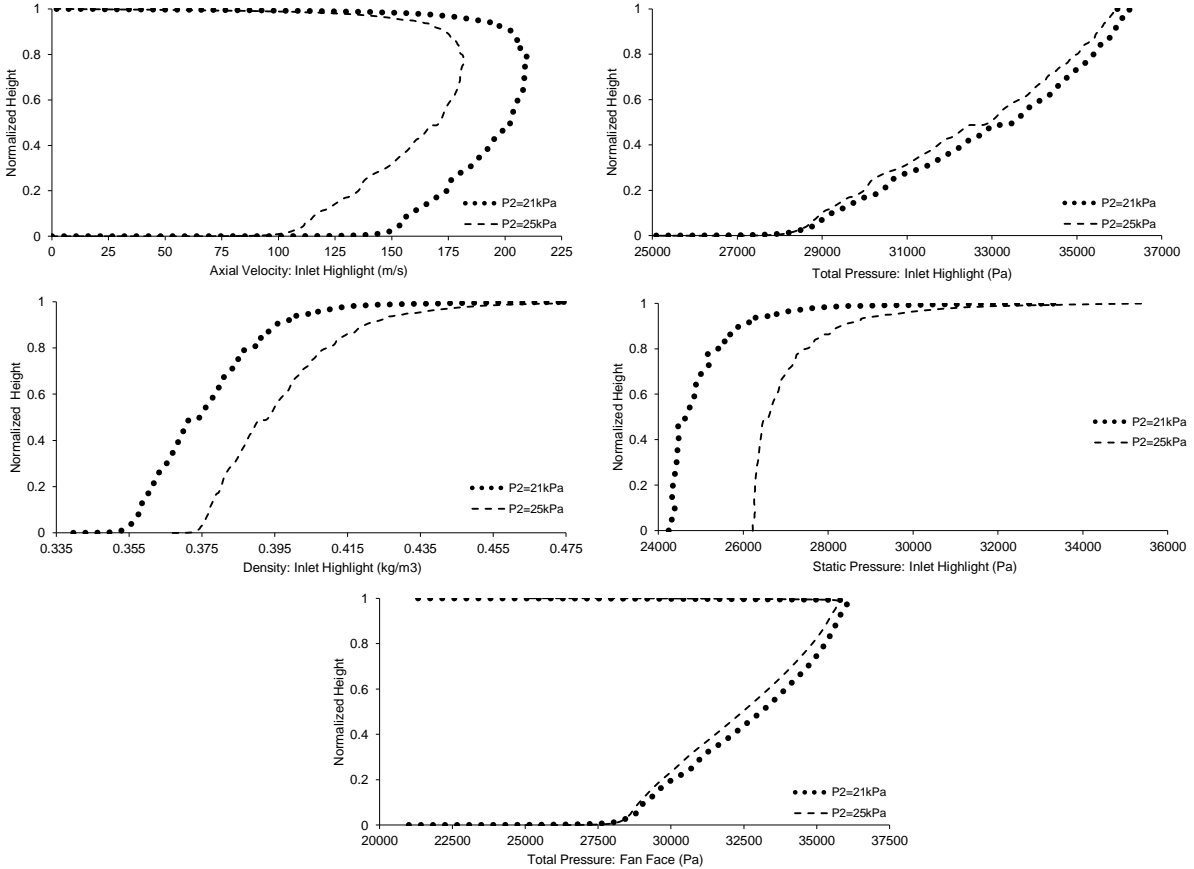 1
0.8
0.6
0.4
0.2
0
Normalized Height
0 25 50 75 100 125 150 175 200 225
Axial Velocity: Inlet Highlight (m/s)
P2=21kPa
P2=25kPa
1
0.8
0.6
0.4
0.2
0
Normalized Height
25000 27000 29000 31000 33000 35000 37000
Total Pressure: Inlet Highlight (Pa)
P2=21kPa
P2=25kPa
1
0.8
0.6
0.4
0.2
0
Normalized Height
0.335 0.355 0.375 0.395 0.415 0.435 0.455 0.475
Density: Inlet Highlight (kg/m3)
P2=21kPa
P2=25kPa
1
0.8
0.6
0.4
0.2
0
Normalized Height
24000 26000 28000 30000 32000 34000 36000
Static Pressure: Inlet Highlight (Pa)
P2=21kPa
P2=25kPa
1
0.8
0.6
0.4
0.2
0
Normalized Height
20000 22500 25000 27500 30000 32500 35000 37500
Total Pressure: Fan Face (Pa)
P2=21kPa
P2=25kPa